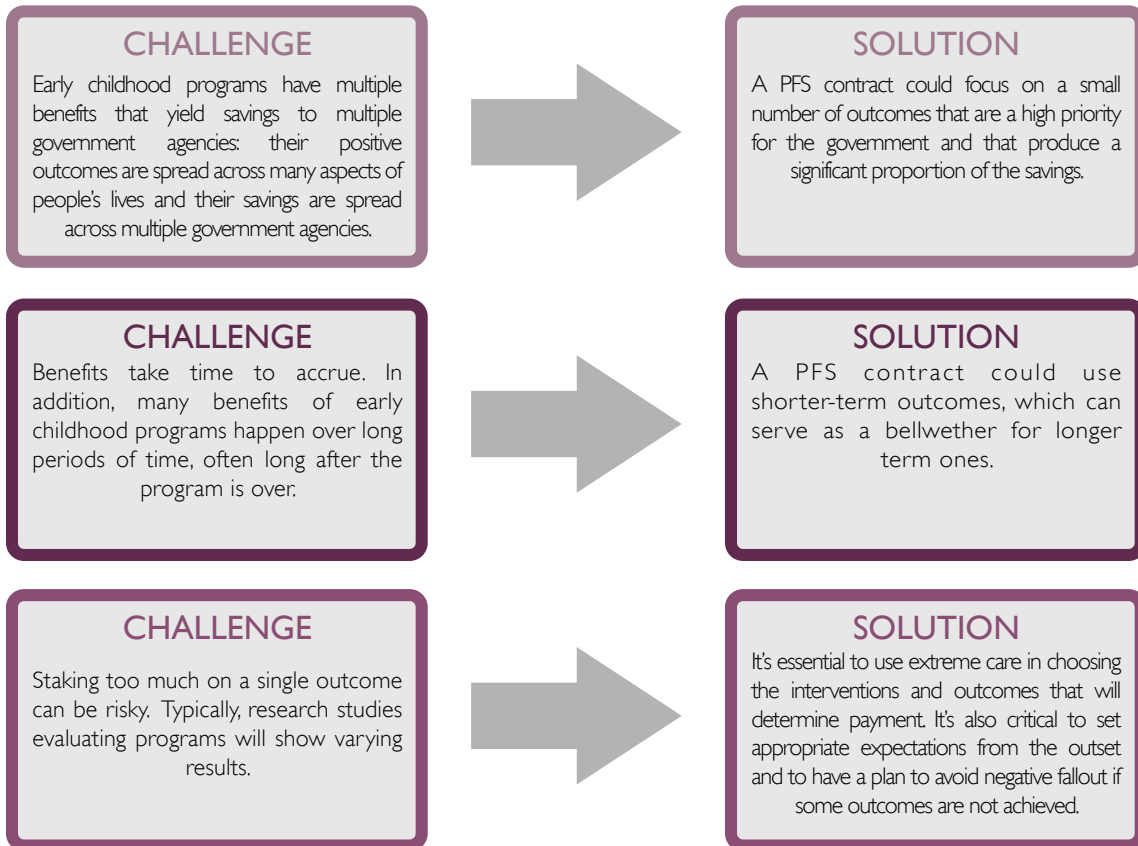 CHALLENGE
Early childhood programs have multiple
benefits that yield savings to multiple
government agencies: their positive
outcomes are spread across many aspects of
people's lives and their savings are spread
across multiple government agencies.
SOLUTION
A PFS contract could focus on a small
number of outcomes that are a high priority
for the government and that produce a
significant proportion of the savings.
CHALLENGE
Benefits take time to accrue. In
addition, many benefits of early
childhood programs happen over long
periods of time, often long after the
program is over.
SOLUTION
A PFS contract could use
shorter-term outcomes, which can
serve as a bellwether for longer
term ones.
CHALLENGE
Staking too much on a single outcome
can be risky. Typically, research studies
evaluating programs will show varying
results.
SOLUTION
It's essential to use extreme care in choosing
the interventions and outcomes that will
determine payment. It's also critical to set
appropriate expectations from the outset
and to have a plan to avoid negative fallout if
some outcomes are not achieved.